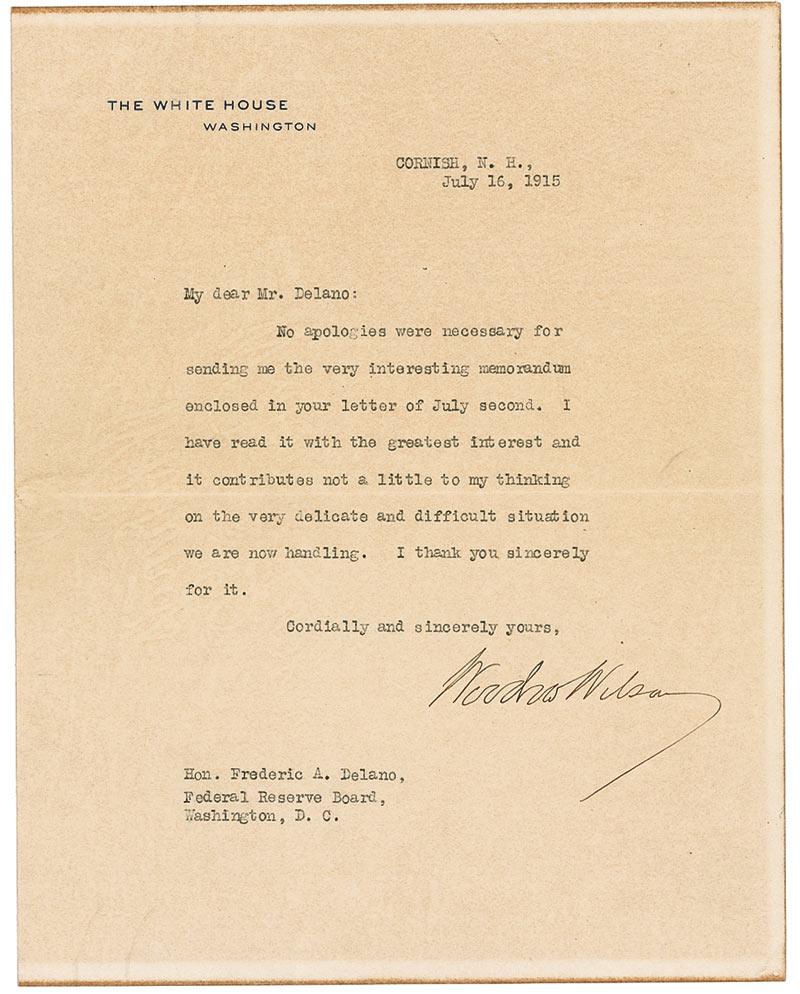 THE WHITE HOUSE
WASHINGTON
CORNISH, N. H.,
July 16, 1915
My dear Mr. Delano:
No apologies were necessary for
sending me the very interesting memorandum
enclosed in your letter of July second. I
have read it with the greatest interest and
it contributes not a little to my thinking
on the very delicate and difficult situation
we are now handling. I thank you sincerely
for it.
Cordially and sincerely yours,
Woodrow Wilson
Hon. Frederic A. Delano,
Federal Reserve Board,
Washington, D. C.